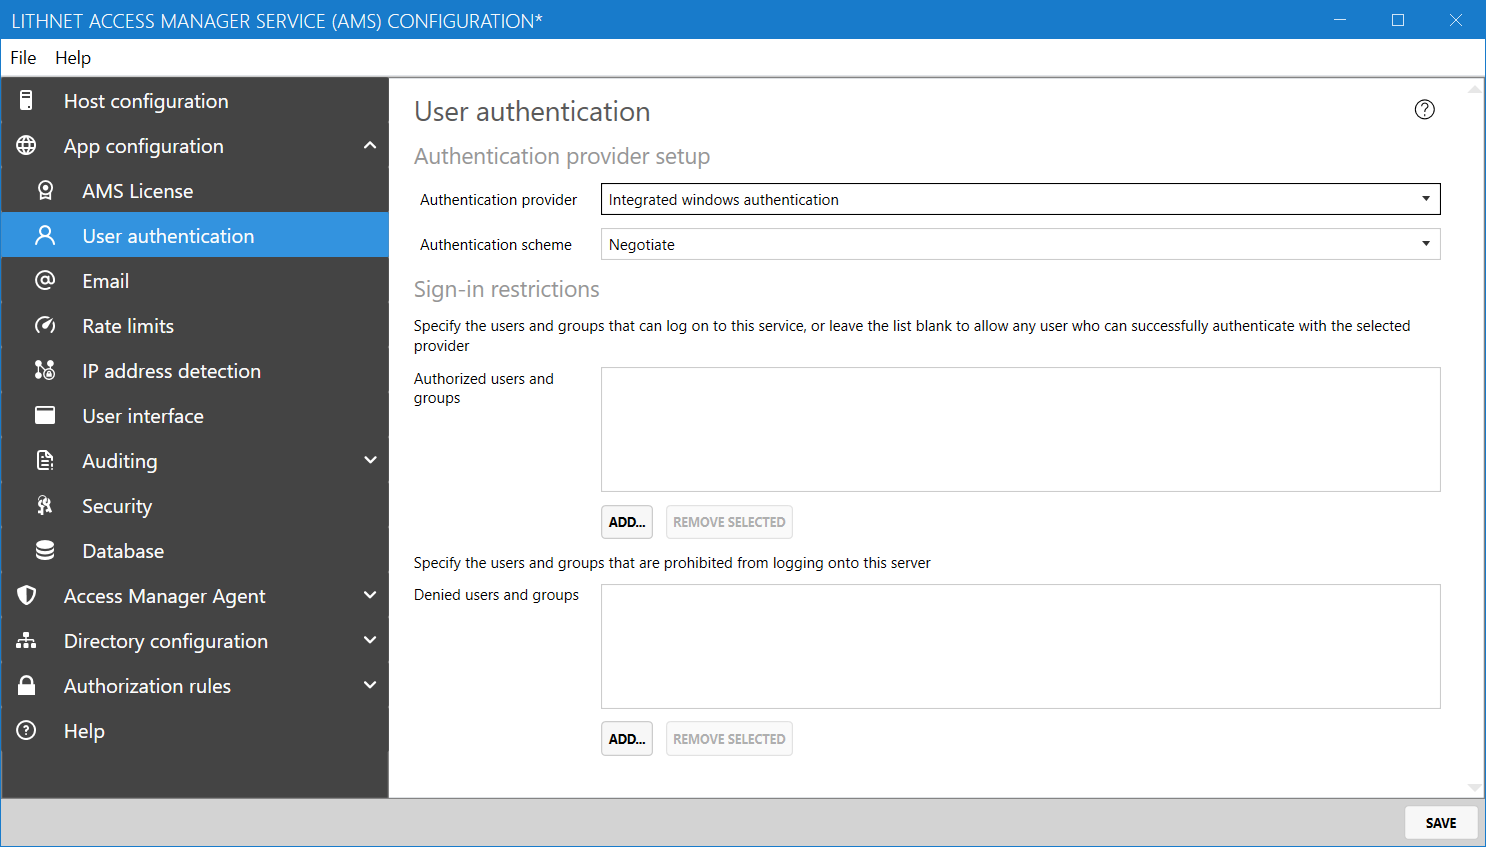 LITHNET ACCESS MANAGER SERVICE (AMS) CONFIGURATION*
File Help
Host configuration
App configuration
AMS License
User authentication
Email
Rate limits
IP address detection
User interface
Auditing
Security
Database
Access Manager Agent
Directory configuration
Authorization rules
Help
User authentication
Authentication provider setup
Authentication provider Integrated windows authentication
Authentication scheme Negotiate
Sign-in restrictions
Specify the users and groups that can log on to this service, or leave the list blank to allow any user who can successfully authenticate with the selected
provider
Authorized users and
groups
ADD... REMOVE SELECTED
Specify the users and groups that are prohibited from logging onto this server
Denied users and groups
ADD... REMOVE SELECTED
SAVE